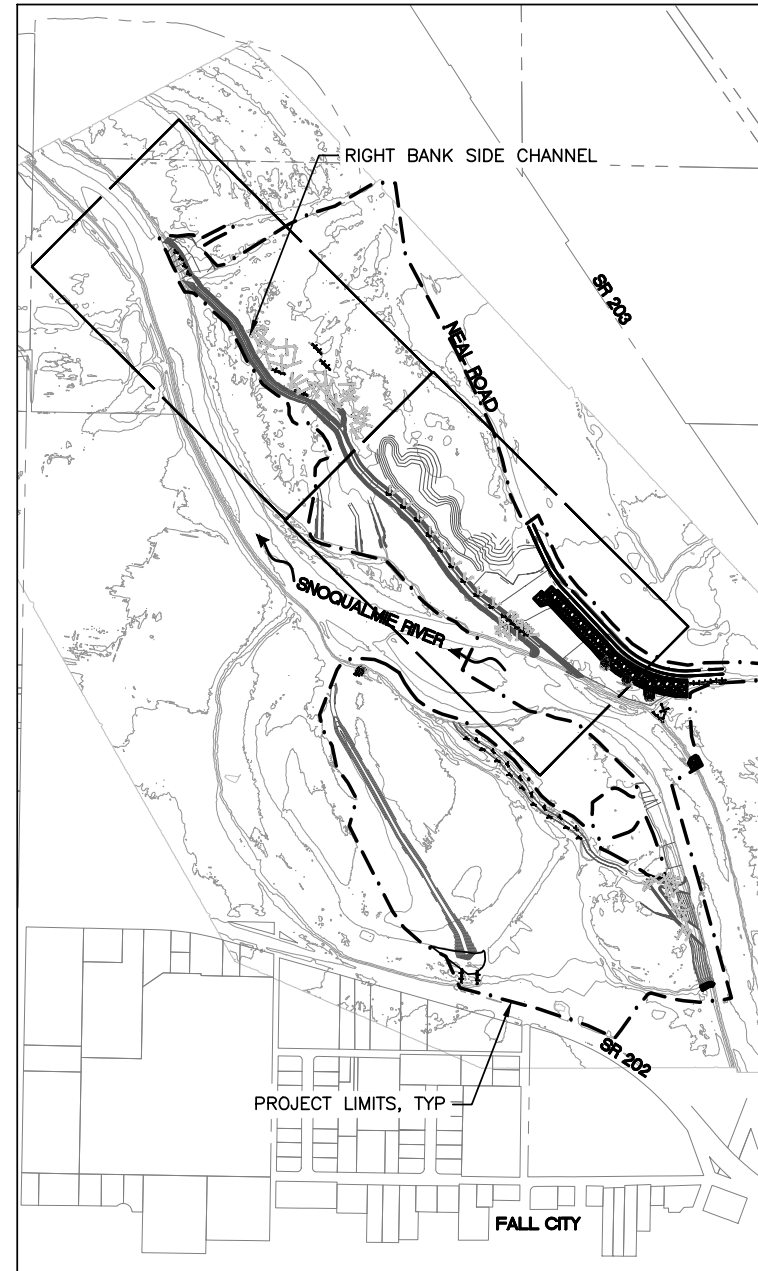 RIGHT BANK SIDE CHANNEL
SR 203
NEAL ROAD
SNOQUALMIE RIVER
SR 202
PROJECT LIMITS, TYP
FALL CITY